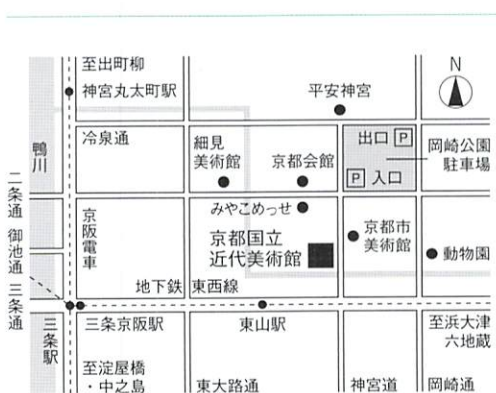 至出町柳
神宮丸太町駅
平安神宮
N
冷泉通
細見
美術館
京都会館
出口 P
P 入口
岡崎公園
駐車場
鴨川
二条通
御池通
三条通
京阪電車
みやこめっせ
京都国立
近代美術館
京都市
美術館
動物園
地下鉄 東西線
三条駅
三条京阪駅
東山駅
至浜大津
六地蔵
至淀屋橋
・中之島
東大路通
神宮道
岡崎通